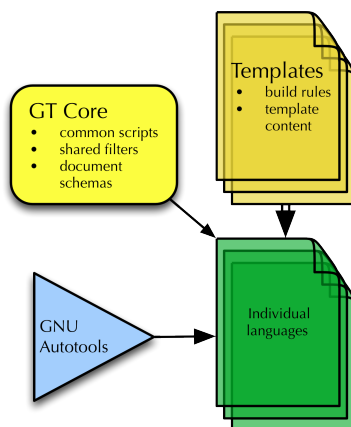 Templates
• build rules
• template
content
GT Core
• common scripts
• shared filters
• document
schemas
Individual
languages
GNU
Autotools